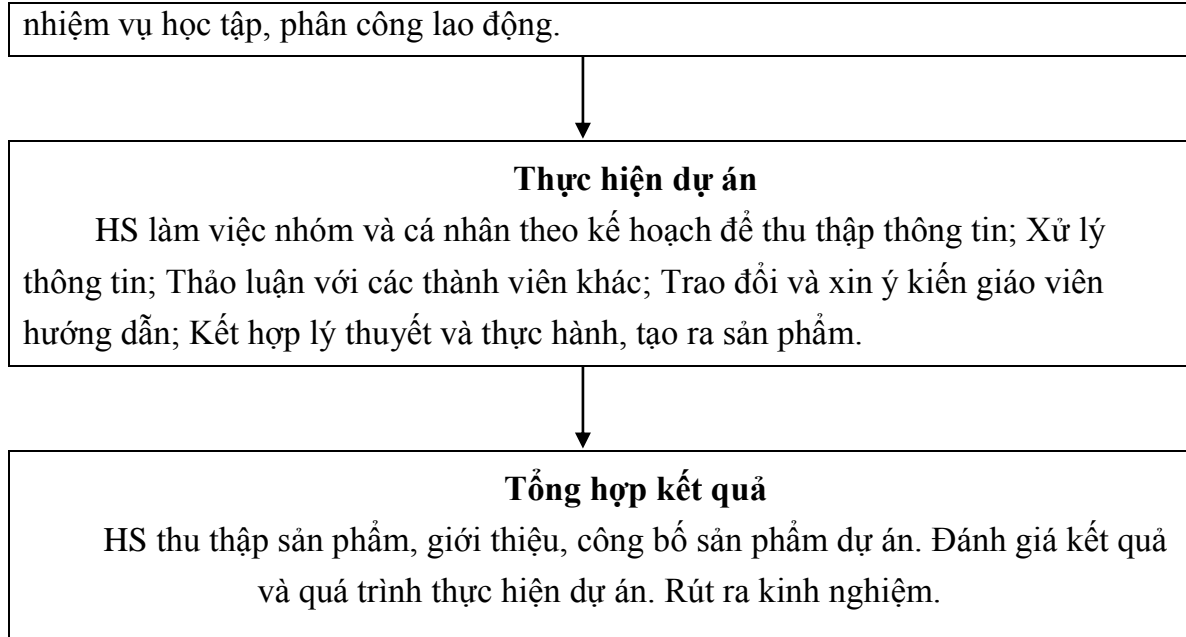 nhiệm vụ học tập, phân công lao động.
Thực hiện dự án
HS làm việc nhóm và cá nhân theo kế hoạch để thu thập thông tin; Xử lý
thông tin; Thảo luận với các thành viên khác; Trao đổi và xin ý kiến giáo viên
hướng dẫn; Kết hợp lý thuyết và thực hành, tạo ra sản phẩm.
Tổng hợp kết quả
HS thu thập sản phẩm, giới thiệu, công bố sản phẩm dự án. Đánh giá kết quả
và quá trình thực hiện dự án. Rút ra kinh nghiệm.